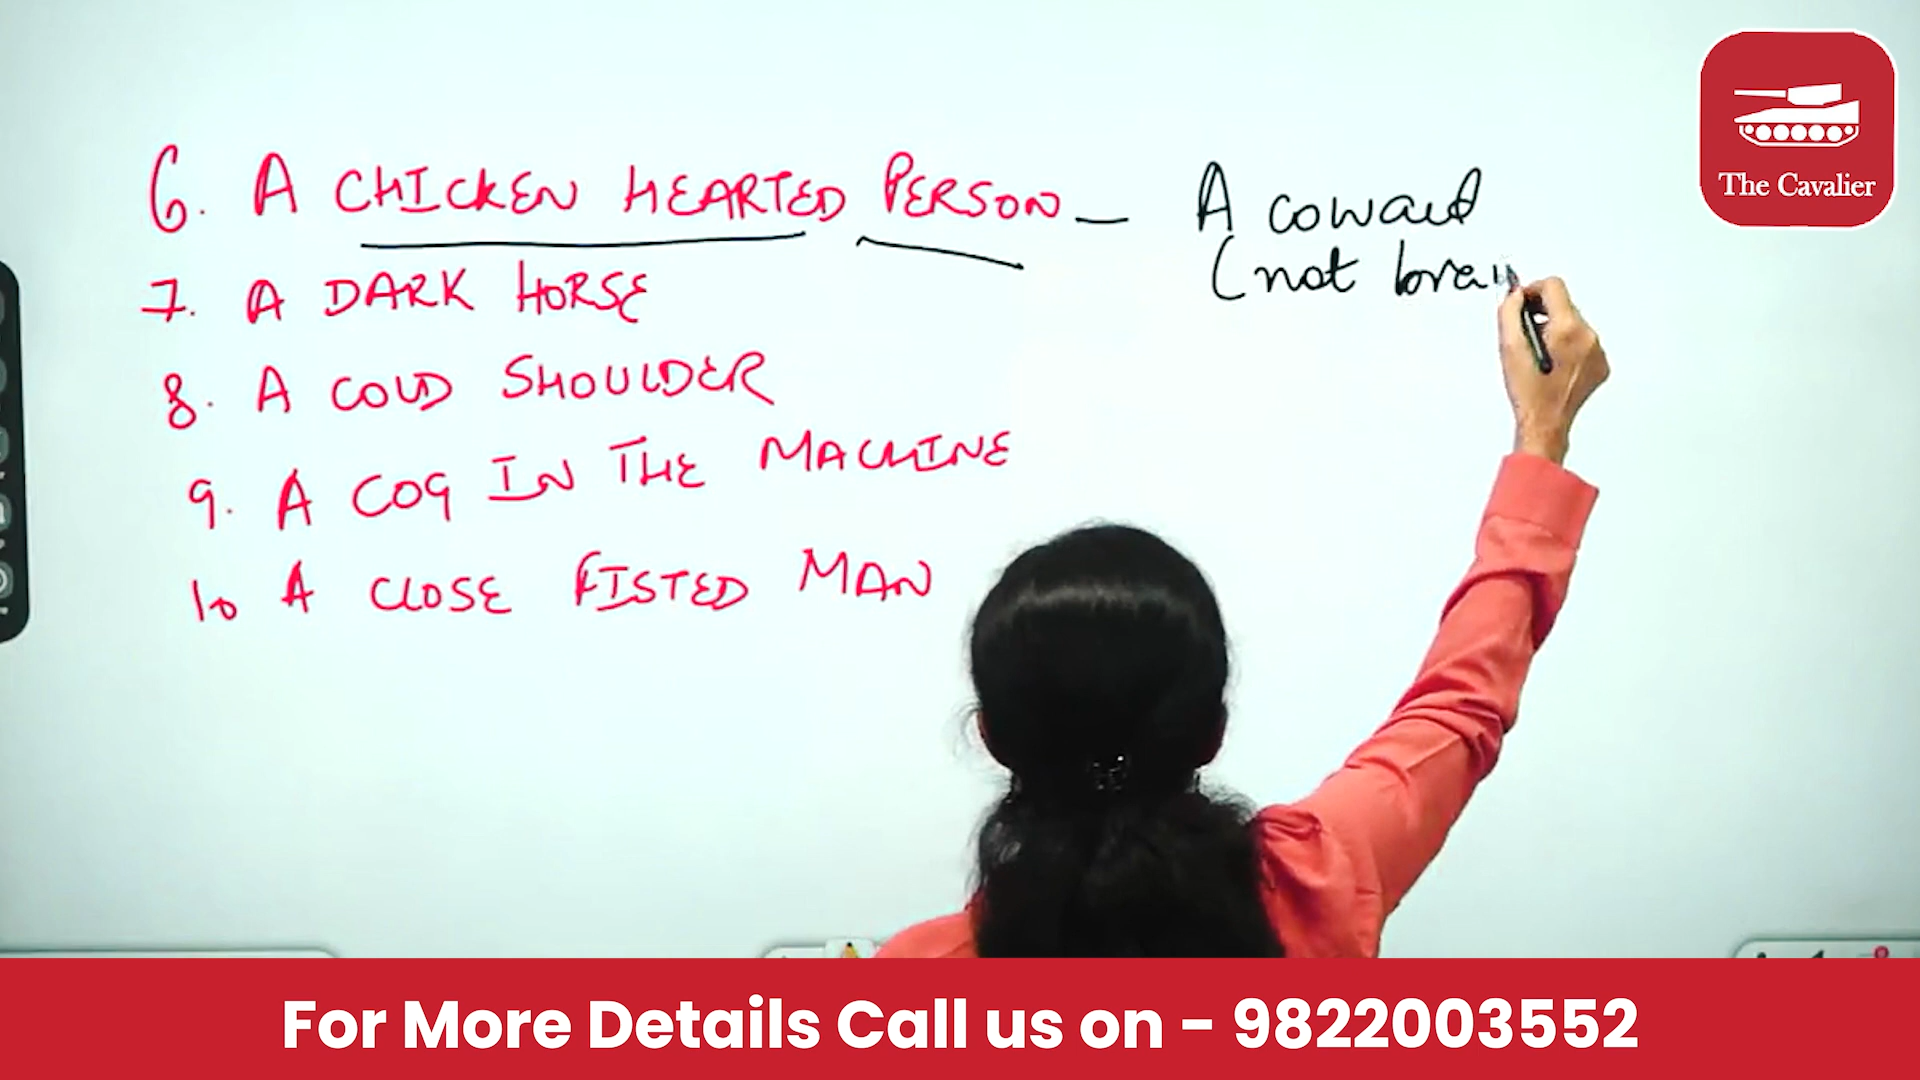 6. A CHICKEN HEARTED PERSON - A coward
(not brav
7. A DARK HORSE
8. A COLD SHOULDER
9. A COG IN THE MACHINE
10 A CLOSE FISTED MAN
The Cavalier
For More Details Call us on - 9822003552